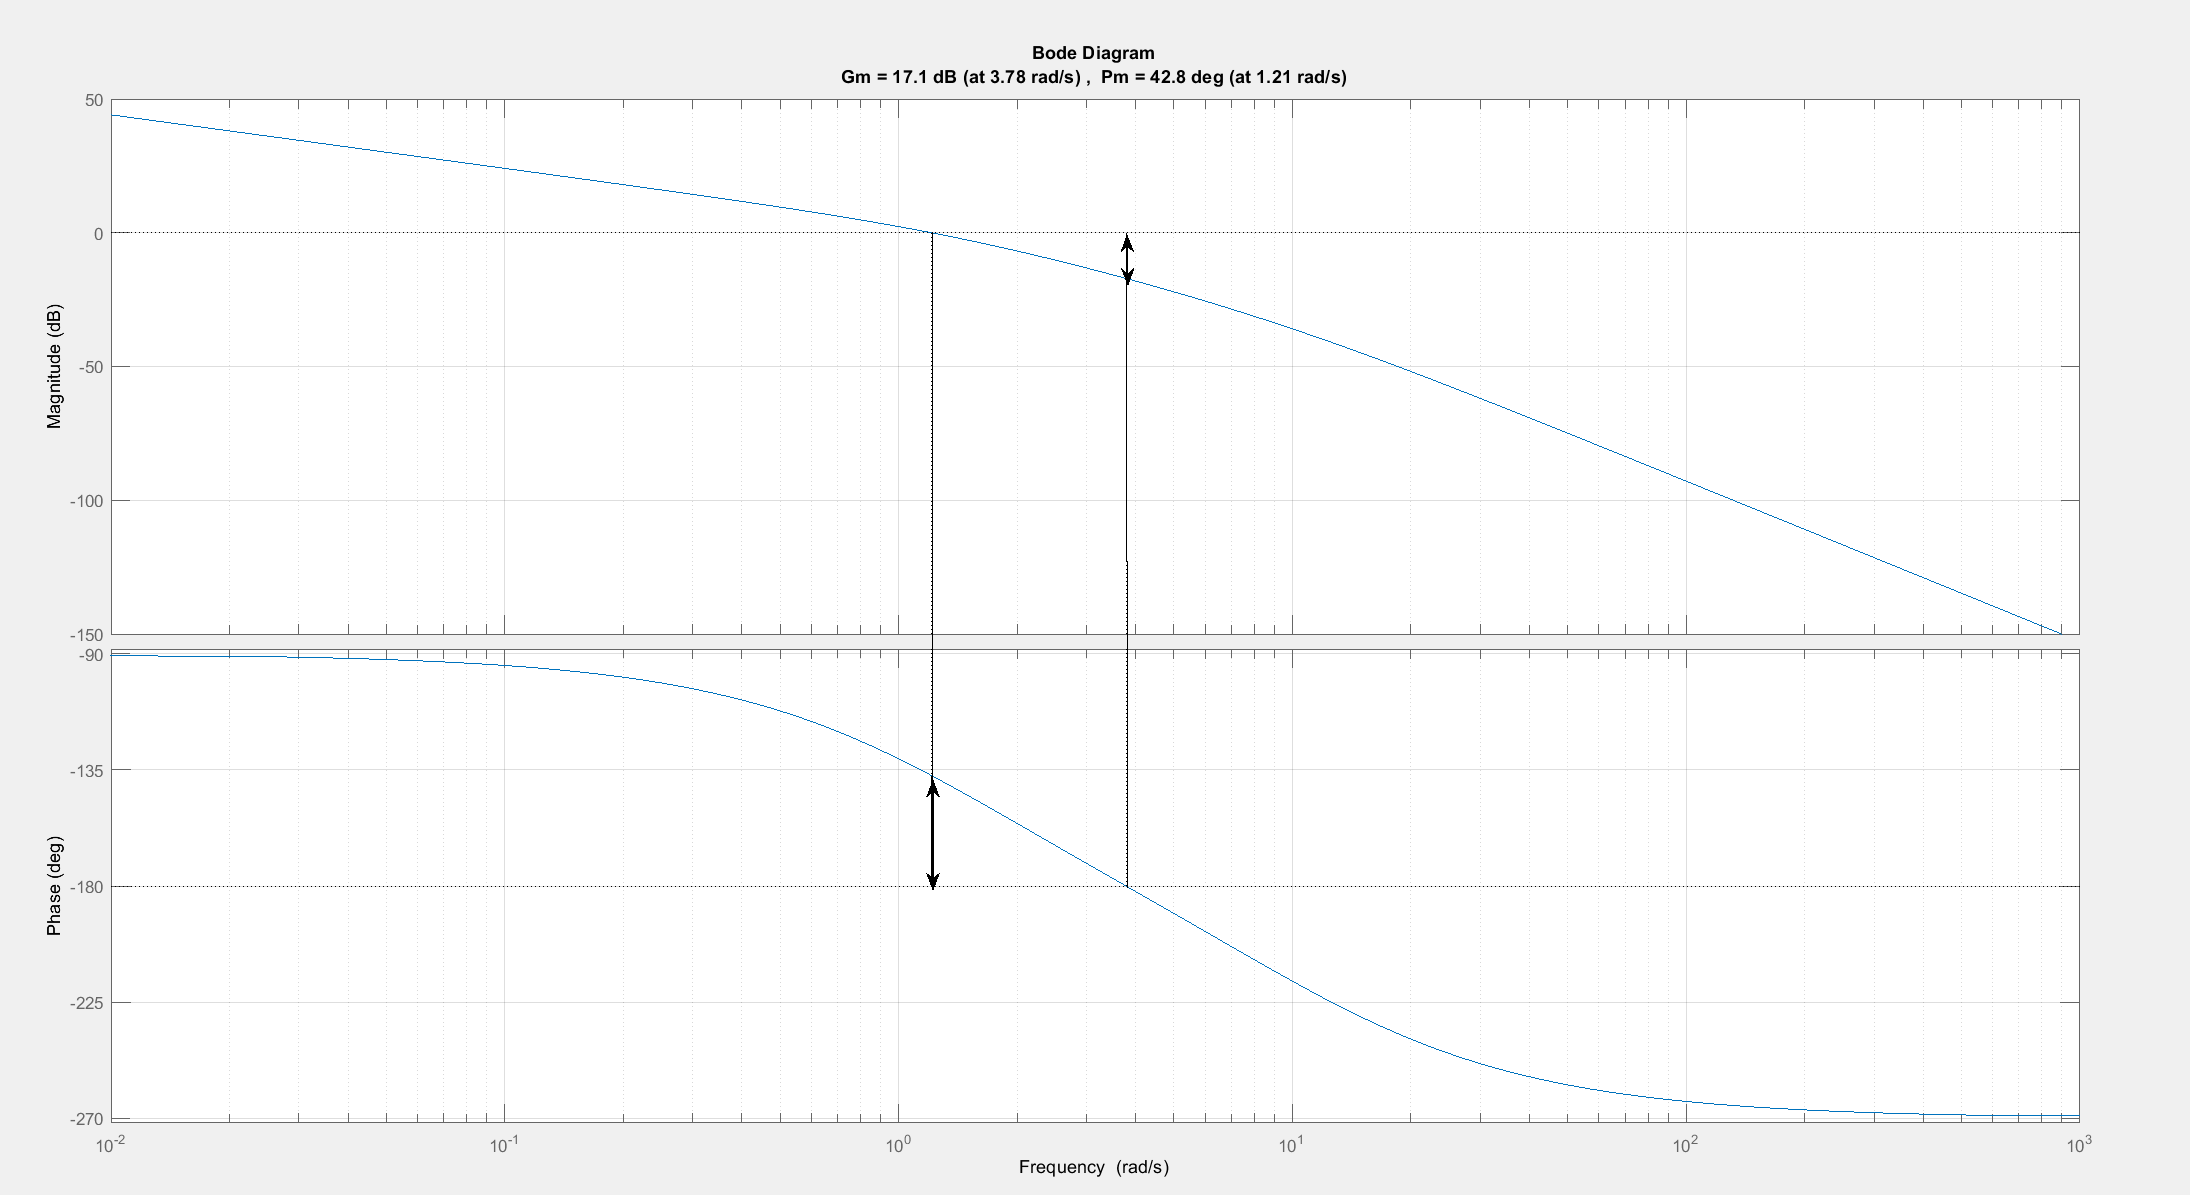 Bode Diagram
Gm = 17.1 dB (at 3.78 rad/s) , Pm = 42.8 deg (at 1.21 rad/s)
Magnitude (dB)
50
0
-50
-100
-150
Phase (deg)
-90
-135
-180
-225
-270
10-2 10-1 100 101 102 103
Frequency (rad/s)